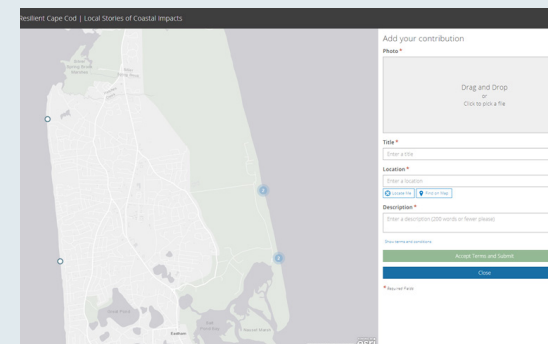 Resilient Cape Cod | Local Stories of Coastal Impacts
Add your contribution
Photo *
Drag and Drop
or
Click to pick a file
Title *
Enter a title
Location *
Enter a location
Locate Me
Find on Map
Description *
Enter a description (200 words or fewer please)
Show terms and conditions
Accept Terms and Submit
Close
* Required Fields
Eastham
esri